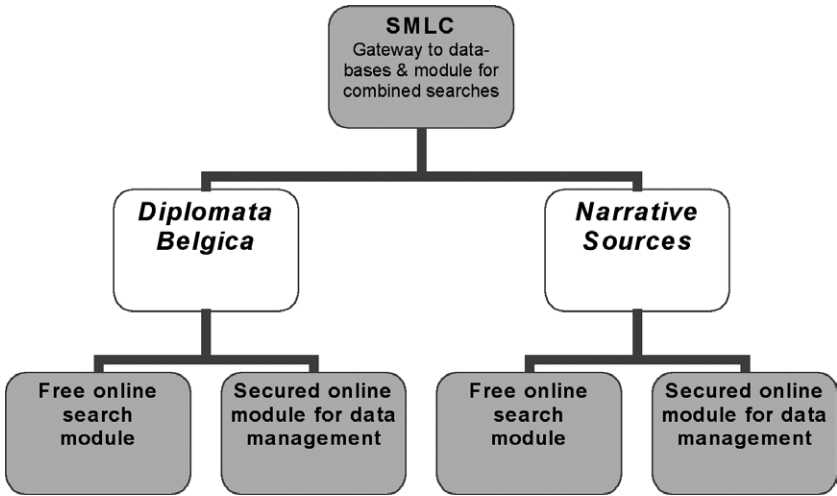 SMLC
Gateway to data-
bases & module for
combined searches
Diplomata
Belgica
Narrative
Sources
Free online
search
module
Secured online
module for data
management
Free online
search
module
Secured online
module for data
management